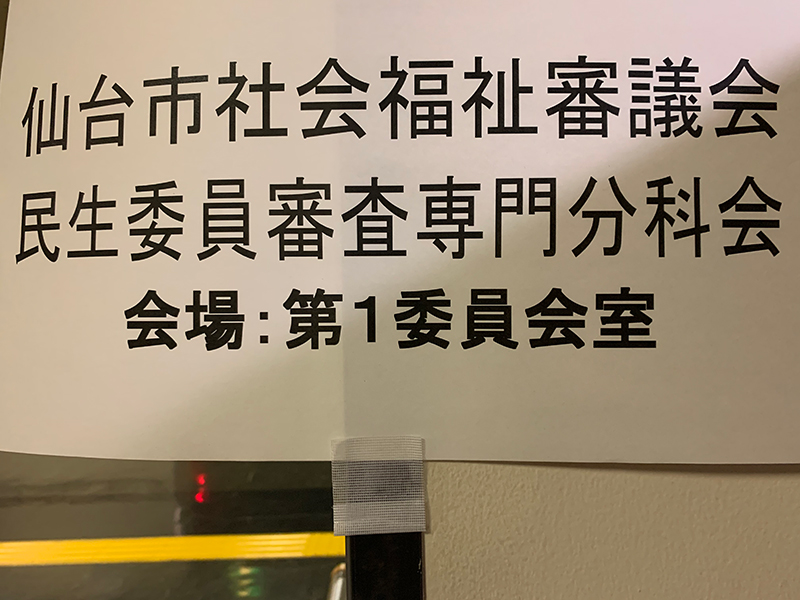 仙台市社会福祉審議会
民生委員審査専門分科会
会場:第1委員会室